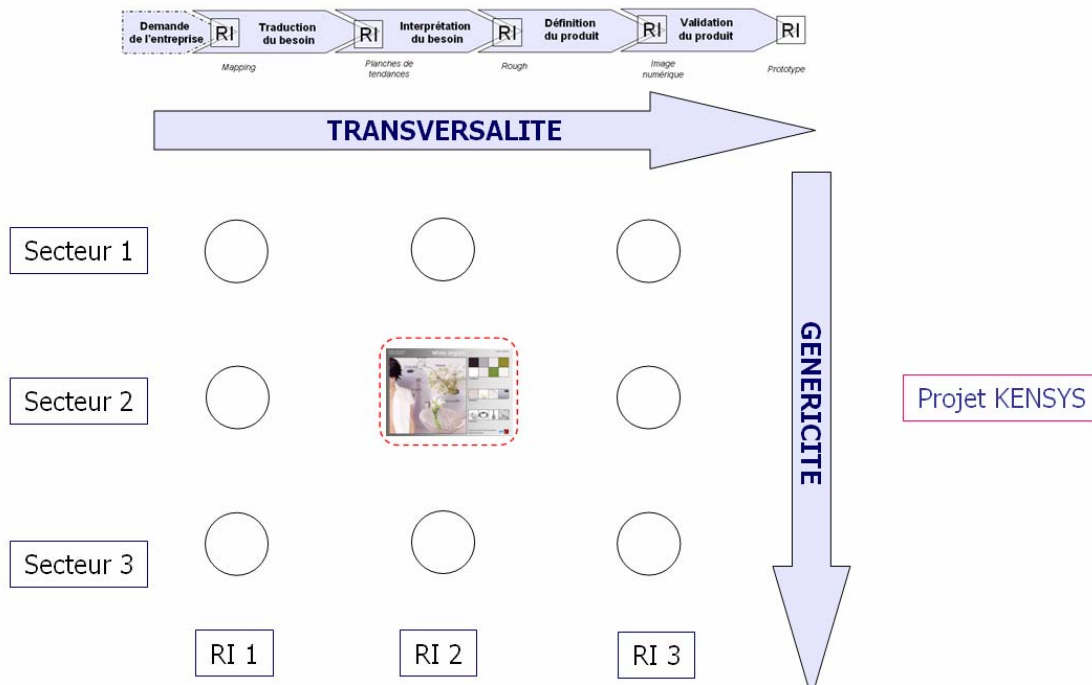 Demande
de l'entreprise
RI
Traduction
du besoin
RI
Interprétation
du besoin
RI
Définition
du produit
RI
Validation
du produit
RI
Mapping
Planches de
tendances
Rough
Image
numérique
Prototype
TRANSVERSALITE
Secteur 1
Secteur 2
Secteur 3
GENERICITE
Projet KENSYS
RI 1
RI 2
RI 3